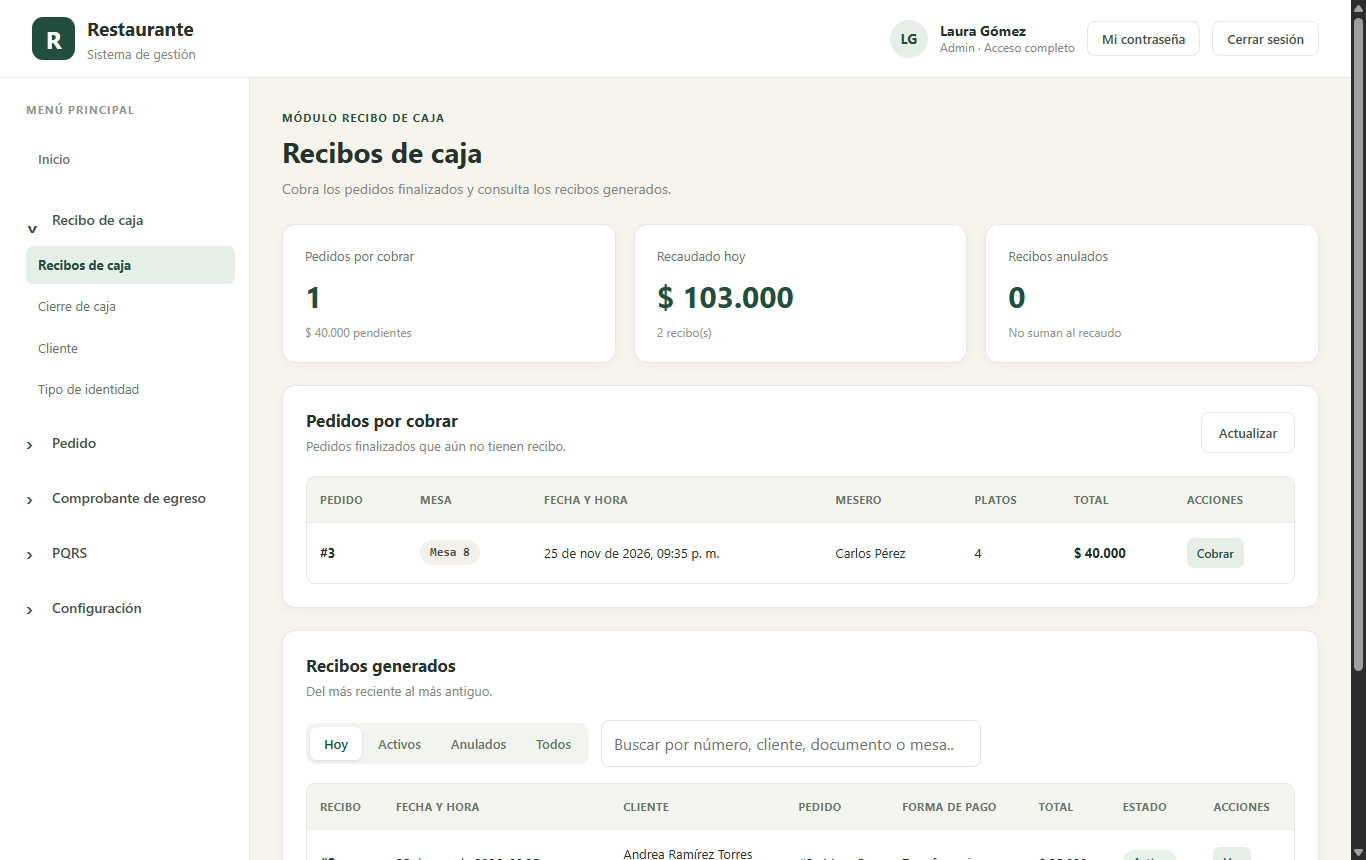 R
Restaurante
Sistema de gestión
LG
Laura Gómez
Admin · Acceso completo
Mi contraseña
Cerrar sesión
MENÚ PRINCIPAL
Inicio
Recibo de caja
Recibos de caja
Cierre de caja
Cliente
Tipo de identidad
Pedido
Comprobante de egreso
PQRS
Configuración
MÓDULO RECIBO DE CAJA
Recibos de caja
Cobra los pedidos finalizados y consulta los recibos generados.
Pedidos por cobrar
1
$ 40.000 pendientes
Recaudado hoy
$ 103.000
2 recibo(s)
Recibos anulados
0
No suman al recaudo
Pedidos por cobrar
Pedidos finalizados que aún no tienen recibo.
Actualizar
PEDIDO MESA FECHA Y HORA MESERO PLATOS TOTAL ACCIONES
#3 Mesa 8 25 de nov de 2026, 09:35 p. m. Carlos Pérez 4 $ 40.000 Cobrar
Recibos generados
Del más reciente al más antiguo.
Hoy Activos Anulados Todos
Buscar por número, cliente, documento o mesa..
RECIBO FECHA Y HORA CLIENTE PEDIDO FORMA DE PAGO TOTAL ESTADO ACCIONES
Andrea Ramírez Torres